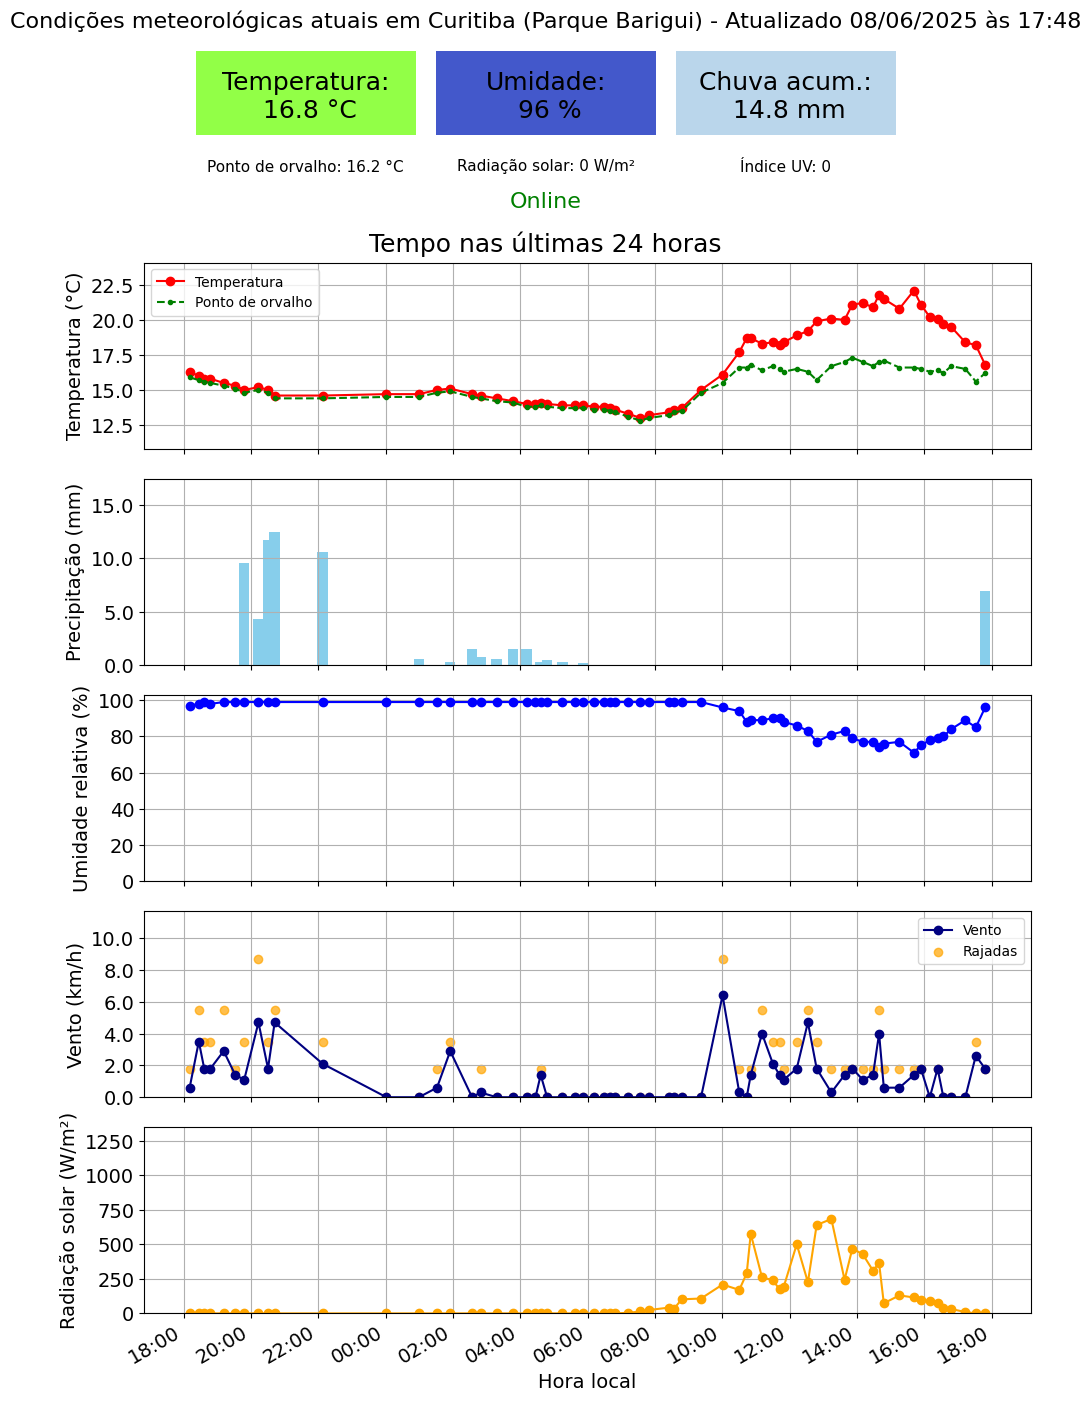 Condições meteorológicas atuais em Curitiba (Parque Barigui) - Atualizado 08/06/2025 às 17:48
Temperatura:
16.8 °C
Umidade:
96 %
Chuva acum.:
14.8 mm
Ponto de orvalho: 16.2 °C
Radiação solar: 0 W/m²
Índice UV: 0
Online
Tempo nas últimas 24 horas
Temperatura (°C)
22.5
20.0
17.5
15.0
12.5
Temperatura
Ponto de orvalho
Precipitação (mm)
15.0
10.0
5.0
0.0
Umidade relativa (%)
100
80
60
40
20
0
Vento (km/h)
10.0
8.0
6.0
4.0
2.0
0.0
Vento
Rajadas
Radiação solar (W/m²)
1250
1000
750
500
250
0
18:00
20:00
22:00
00:00
02:00
04:00
06:00
08:00
10:00
12:00
14:00
16:00
18:00
Hora local